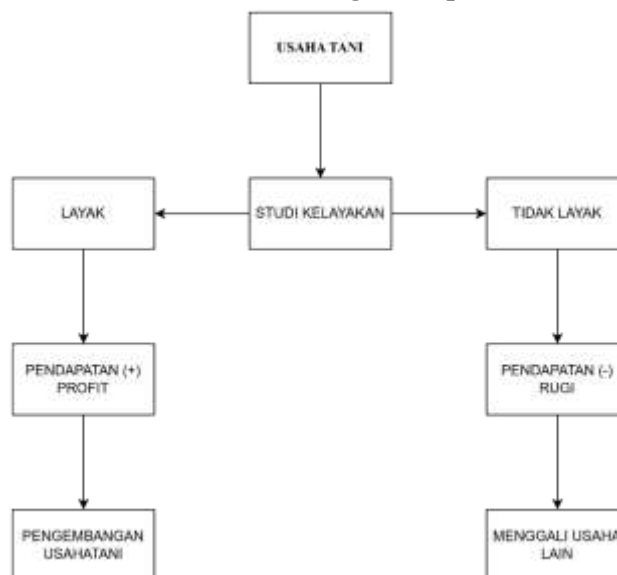 USAHA TANI
LAYAK
STUDI KELAYAKAN
TIDAK LAYAK
PENDAPATAN (+)
PROFIT
PENDAPATAN (-)
RUGI
PENGEMBANGAN
USAHATANI
MENGGALI USAHA
LAIN